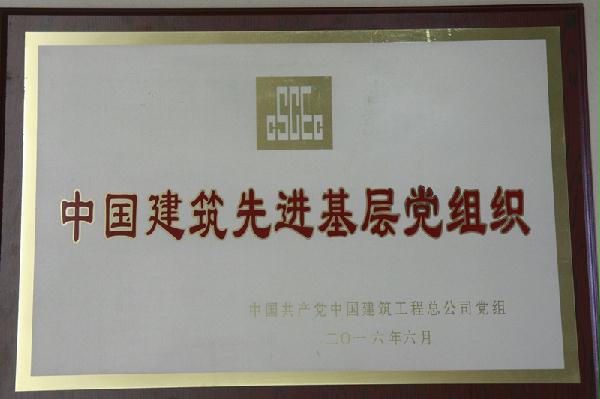 CSCEC
中国建筑先进基层党组织
中国共产党中国建筑工程总公司党组
二〇一六年六月